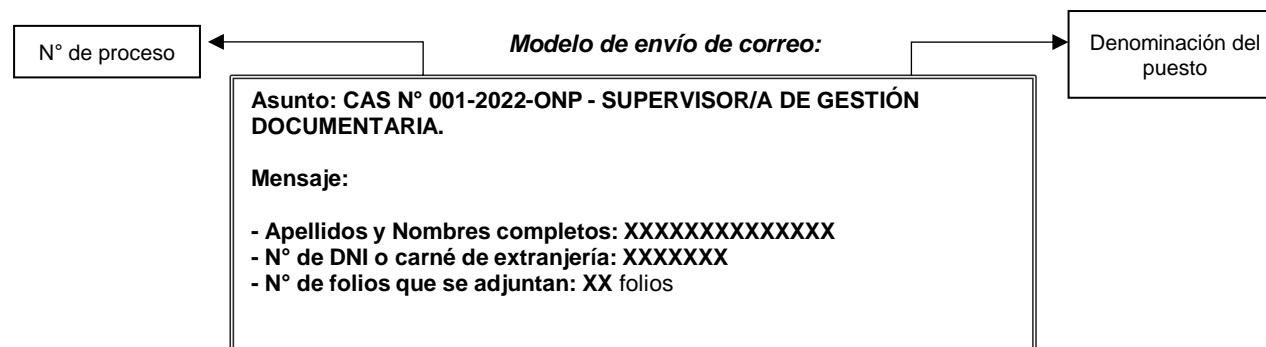 N° de proceso
Modelo de envío de correo:
Denominación del
puesto
Asunto: CAS N° 001-2022-ONP - SUPERVISOR/A DE GESTIÓN
DOCUMENTARIA.
Mensaje:
- Apellidos y Nombres completos: XXXXXXXXXXXXXX
- N° de DNI o carné de extranjería: XXXXXXX
- N° de folios que se adjuntan: XX folios